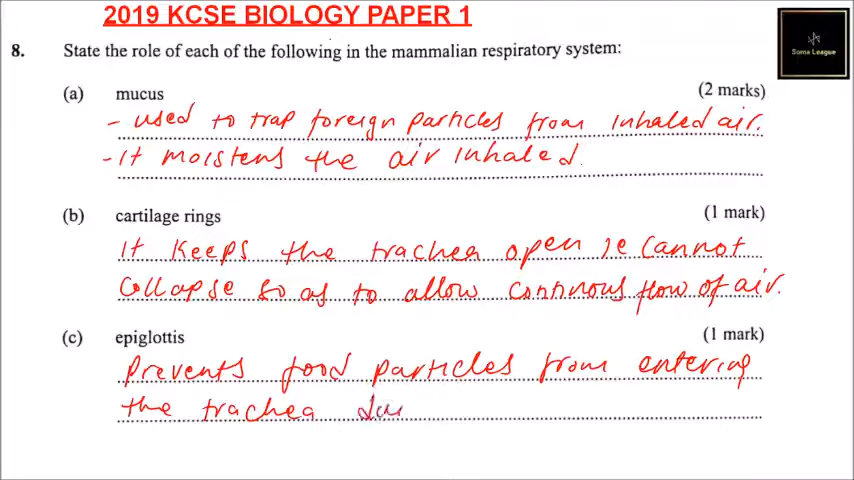 2019 KCSE BIOLOGY PAPER 1
Some League
8. State the role of each of the following in the mammalian respiratory system:
(a) mucus (2 marks)
- used to trap foreign particles from inhaled air.
- It moistens the air inhaled.
(b) cartilage rings (1 mark)
It keeps the trachea open ie cannot
collapse so as to allow continous flow of air.
(c) epiglottis (1 mark)
Prevents food particles from entering
the trachea